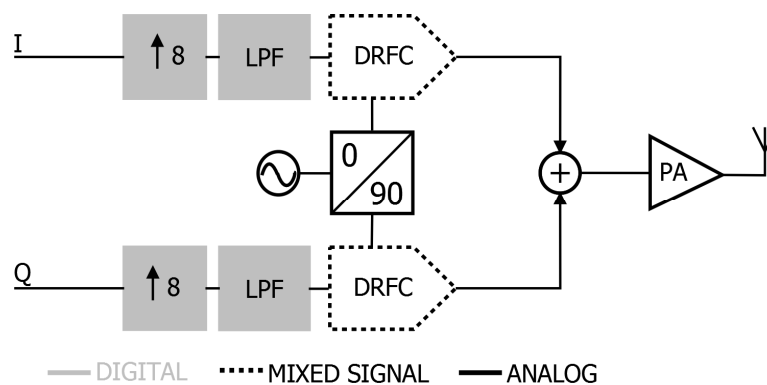 I
↑ 8
LPF
DRFC
0
90
+
PA
Q
↑ 8
LPF
DRFC
DIGITAL
MIXED SIGNAL
ANALOG